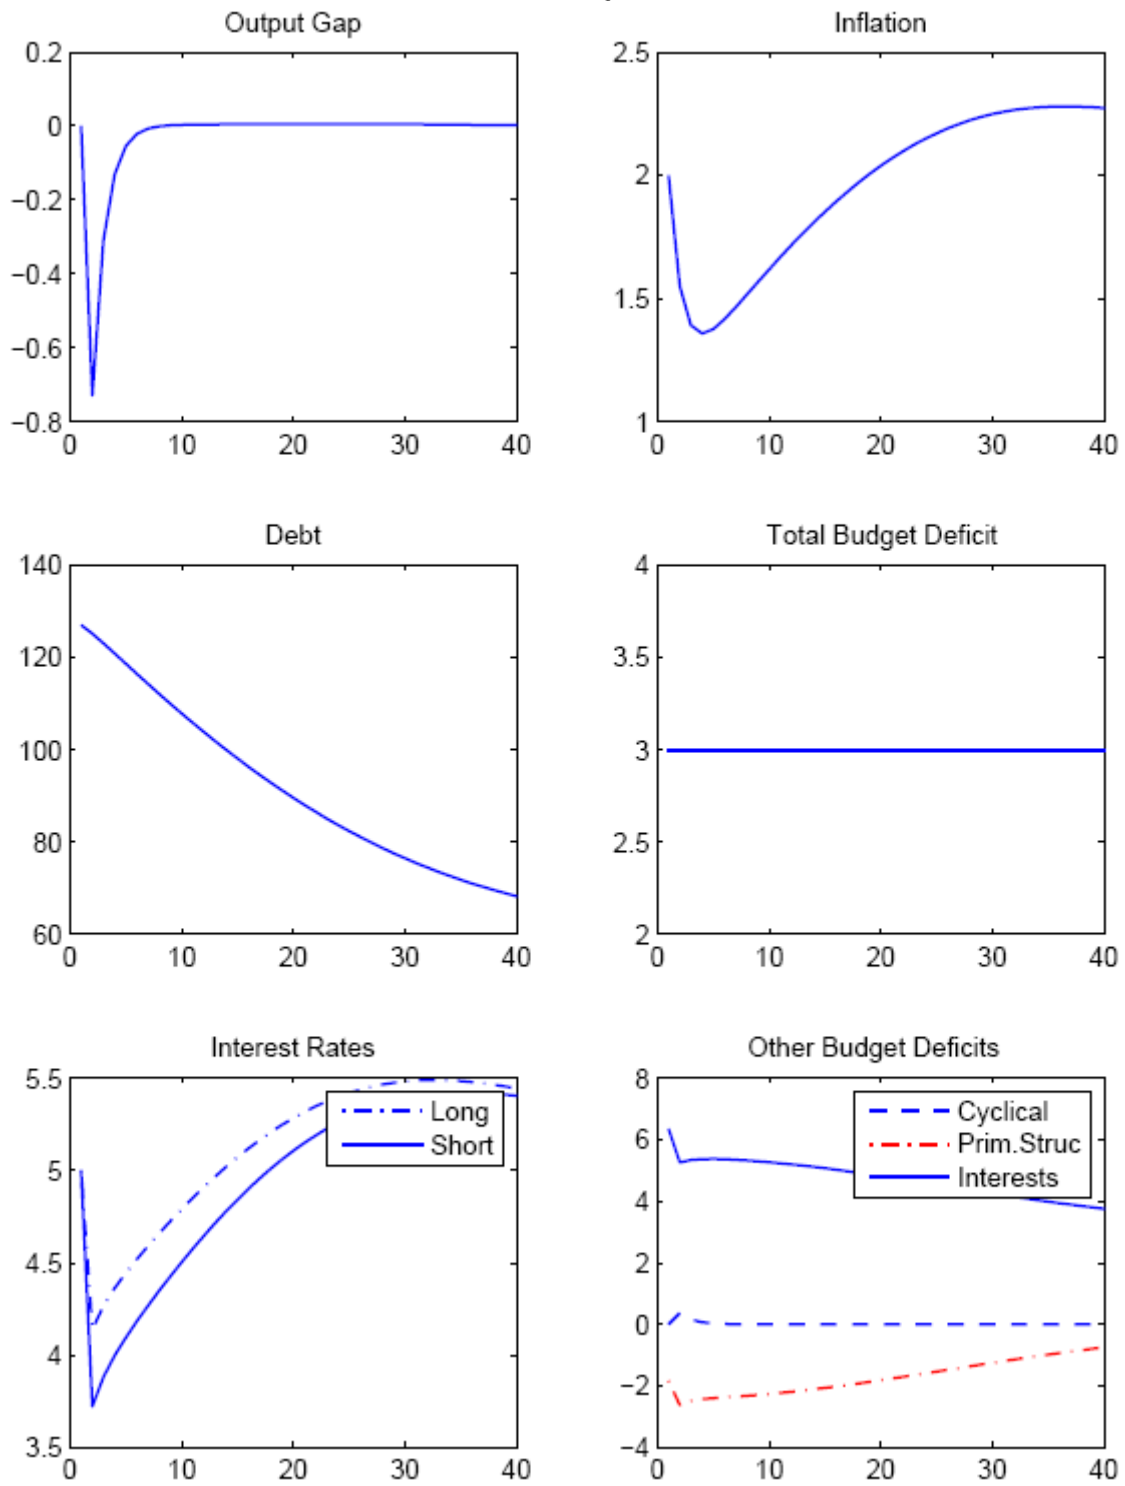 Output Gap
0.2
0
−0.2
−0.4
−0.6
−0.8
0 10 20 30 40
Inflation
2.5
2
1.5
1
0 10 20 30 40
Debt
140
120
100
80
60
0 10 20 30 40
Total Budget Deficit
4
3.5
3
2.5
2
0 10 20 30 40
Interest Rates
5.5
5
4.5
4
3.5
Long
Short
0 10 20 30 40
Other Budget Deficits
8
6
4
2
0
−2
−4
Cyclical
Prim.Struc
Interests
0 10 20 30 40